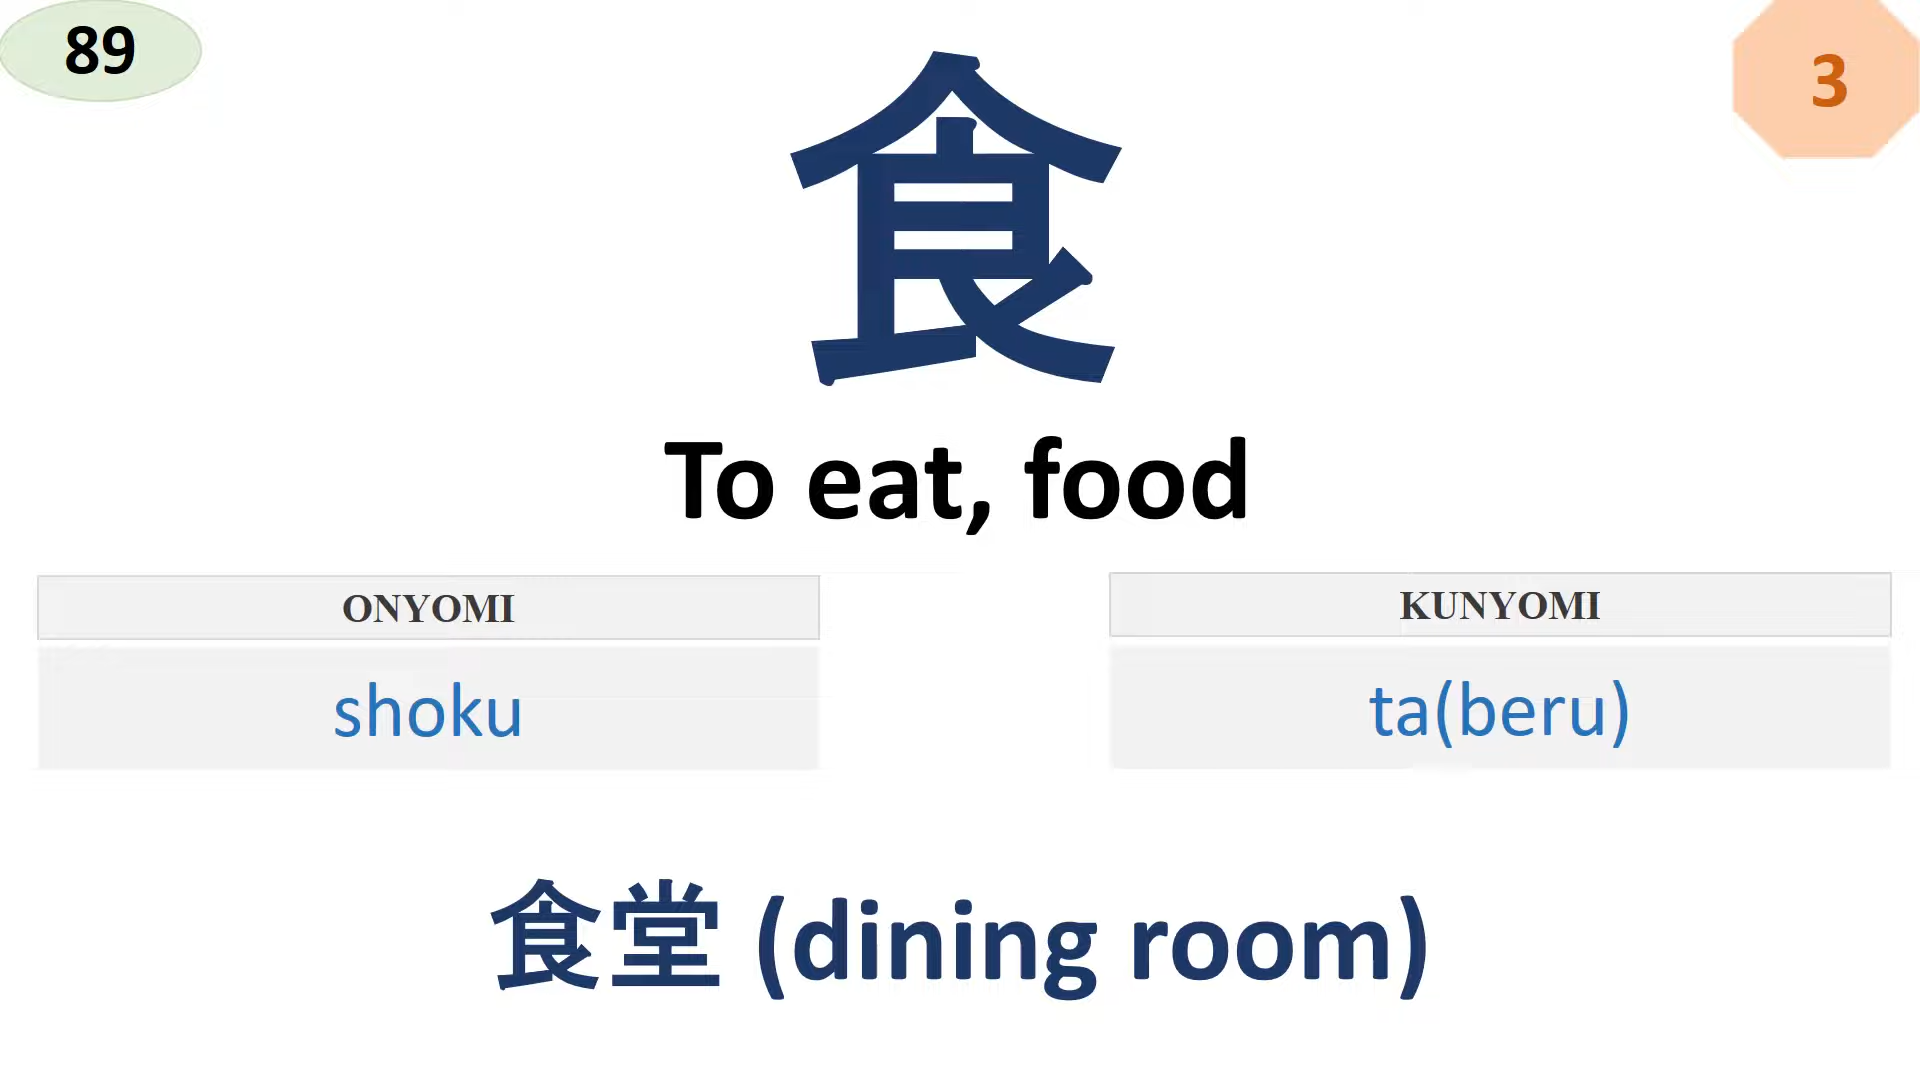 89
3
食
To eat, food
ONYOMI
KUNYOMI
shoku
ta(beru)
食堂 (dining room)